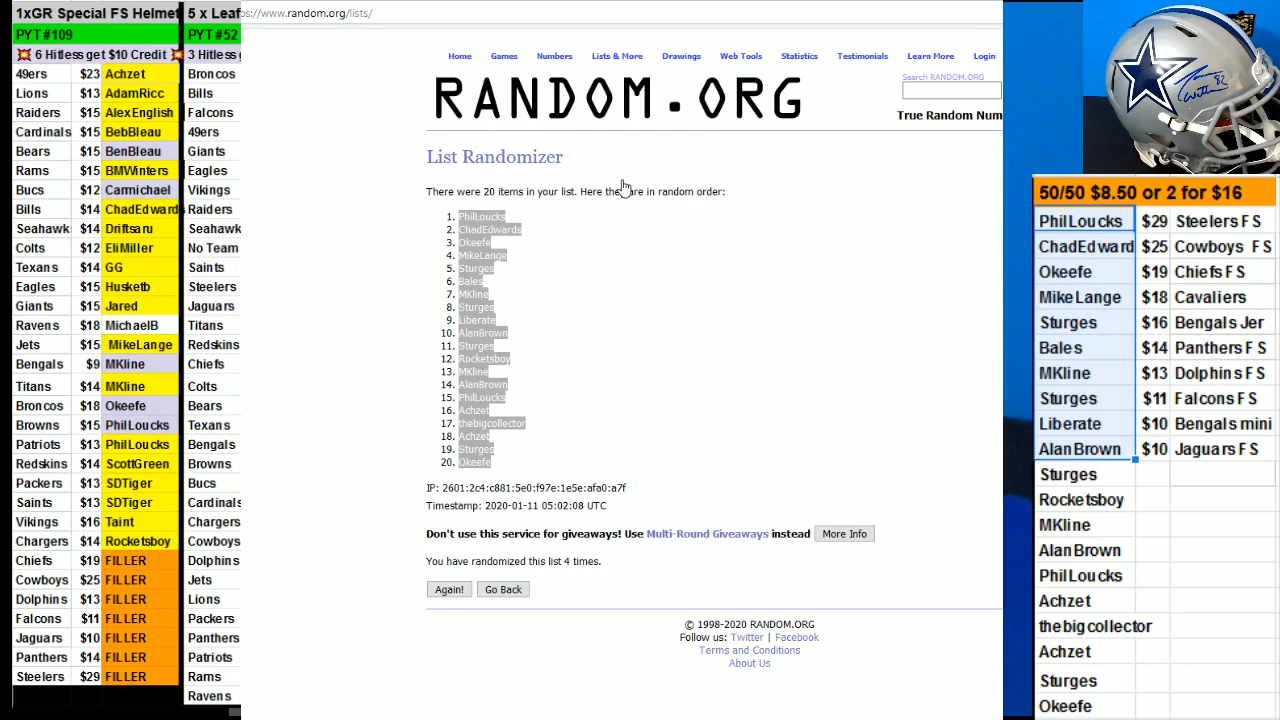 1xGR Special FS Helmet
PYT #109
💥 6 Hitless get $10 Credit 💥
49ers $23 Achzet
Lions $13 AdamRicc
Raiders $15 AlexEnglish
Cardinals $15 BebBleau
Bears $15 BenBleau
Rams $15 BMWinters
Bucs $12 Carmichael
Bills $14 ChadEdwards
Seahawks $14 Driftsaru
Colts $12 EliMiller
Texans $14 GG
Eagles $15 Husketb
Giants $15 Jared
Ravens $18 MichaelB
Jets $15 MikeLange
Bengals $9 MKline
Titans $14 MKline
Broncos $18 Okeefe
Browns $15 PhilLoucks
Patriots $13 PhilLoucks
Redskins $14 ScottGreen
Packers $13 SDTiger
Saints $13 SDTiger
Vikings $16 Taint
Chargers $14 Rocketsboy
Chiefs $19 FILLER
Cowboys $25 FILLER
Dolphins $13 FILLER
Falcons $11 FILLER
Jaguars $10 FILLER
Panthers $14 FILLER
Steelers $29 FILLER
5 x Leaf
PYT #52
3 Hitless g
Broncos
Bills
Falcons
49ers
Giants
Eagles
Vikings
Raiders
Seahawk
No Team
Saints
Steelers
Jaguars
Titans
Redskins
Chiefs
Colts
Bears
Texans
Bengals
Browns
Bucs
Cardinals
Chargers
Cowboys
Dolphins
Jets
Lions
Packers
Panthers
Patriots
Rams
Ravens
s://www.random.org/lists/
Home Games Numbers Lists & More Drawings Web Tools Statistics Testimonials Learn More Login
Search RANDOM.ORG
RANDOM.ORG
True Random Num
List Randomizer
There were 20 items in your list. Here they are in random order:
1. PhilLoucks
2. ChadEdwards
3. Okeefe
4. MikeLange
5. Sturges
6. Bales
7. MKline
8. Sturges
9. Liberate
10. AlanBrown
11. Sturges
12. Rocketsboy
13. MKline
14. AlanBrown
15. PhilLoucks
16. Achzet
17. thebigcollector
18. Achzet
19. Sturges
20. Okeefe
IP: 2601:2c4:c881:5e0:f97e:1e5e:afa0:a7f
Timestamp: 2020-01-11 05:02:08 UTC
Don't use this service for giveaways! Use Multi-Round Giveaways instead More Info
You have randomized this list 4 times.
Again! Go Back
© 1998-2020 RANDOM.ORG
Follow us: Twitter | Facebook
Terms and Conditions
About Us
50/50 $8.50 or 2 for $16
PhilLoucks $29 Steelers FS
ChadEdward $25 Cowboys FS
Okeefe $19 Chiefs FS
MikeLange $18 Cavaliers
Sturges $16 Bengals Jer
Bales $14 Panthers FS
MKline $13 Dolphins FS
Sturges $11 Falcons FS
Liberate $10 Bengals mini
AlanBrown $10 Jaguars FS
Sturges
Rocketsboy
MKline
AlanBrown
PhilLoucks
Achzet
thebigcollector
Achzet
Sturges
Okeefe